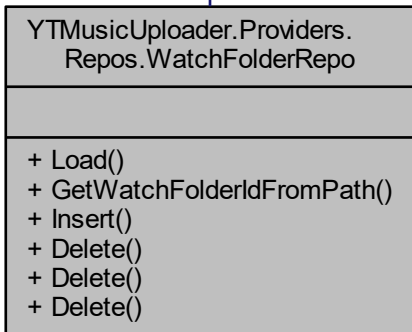 YTMusicUploader.Providers.
Repos.WatchFolderRepo
+ Load()
+ GetWatchFolderIdFromPath()
+ Insert()
+ Delete()
+ Delete()
+ Delete()